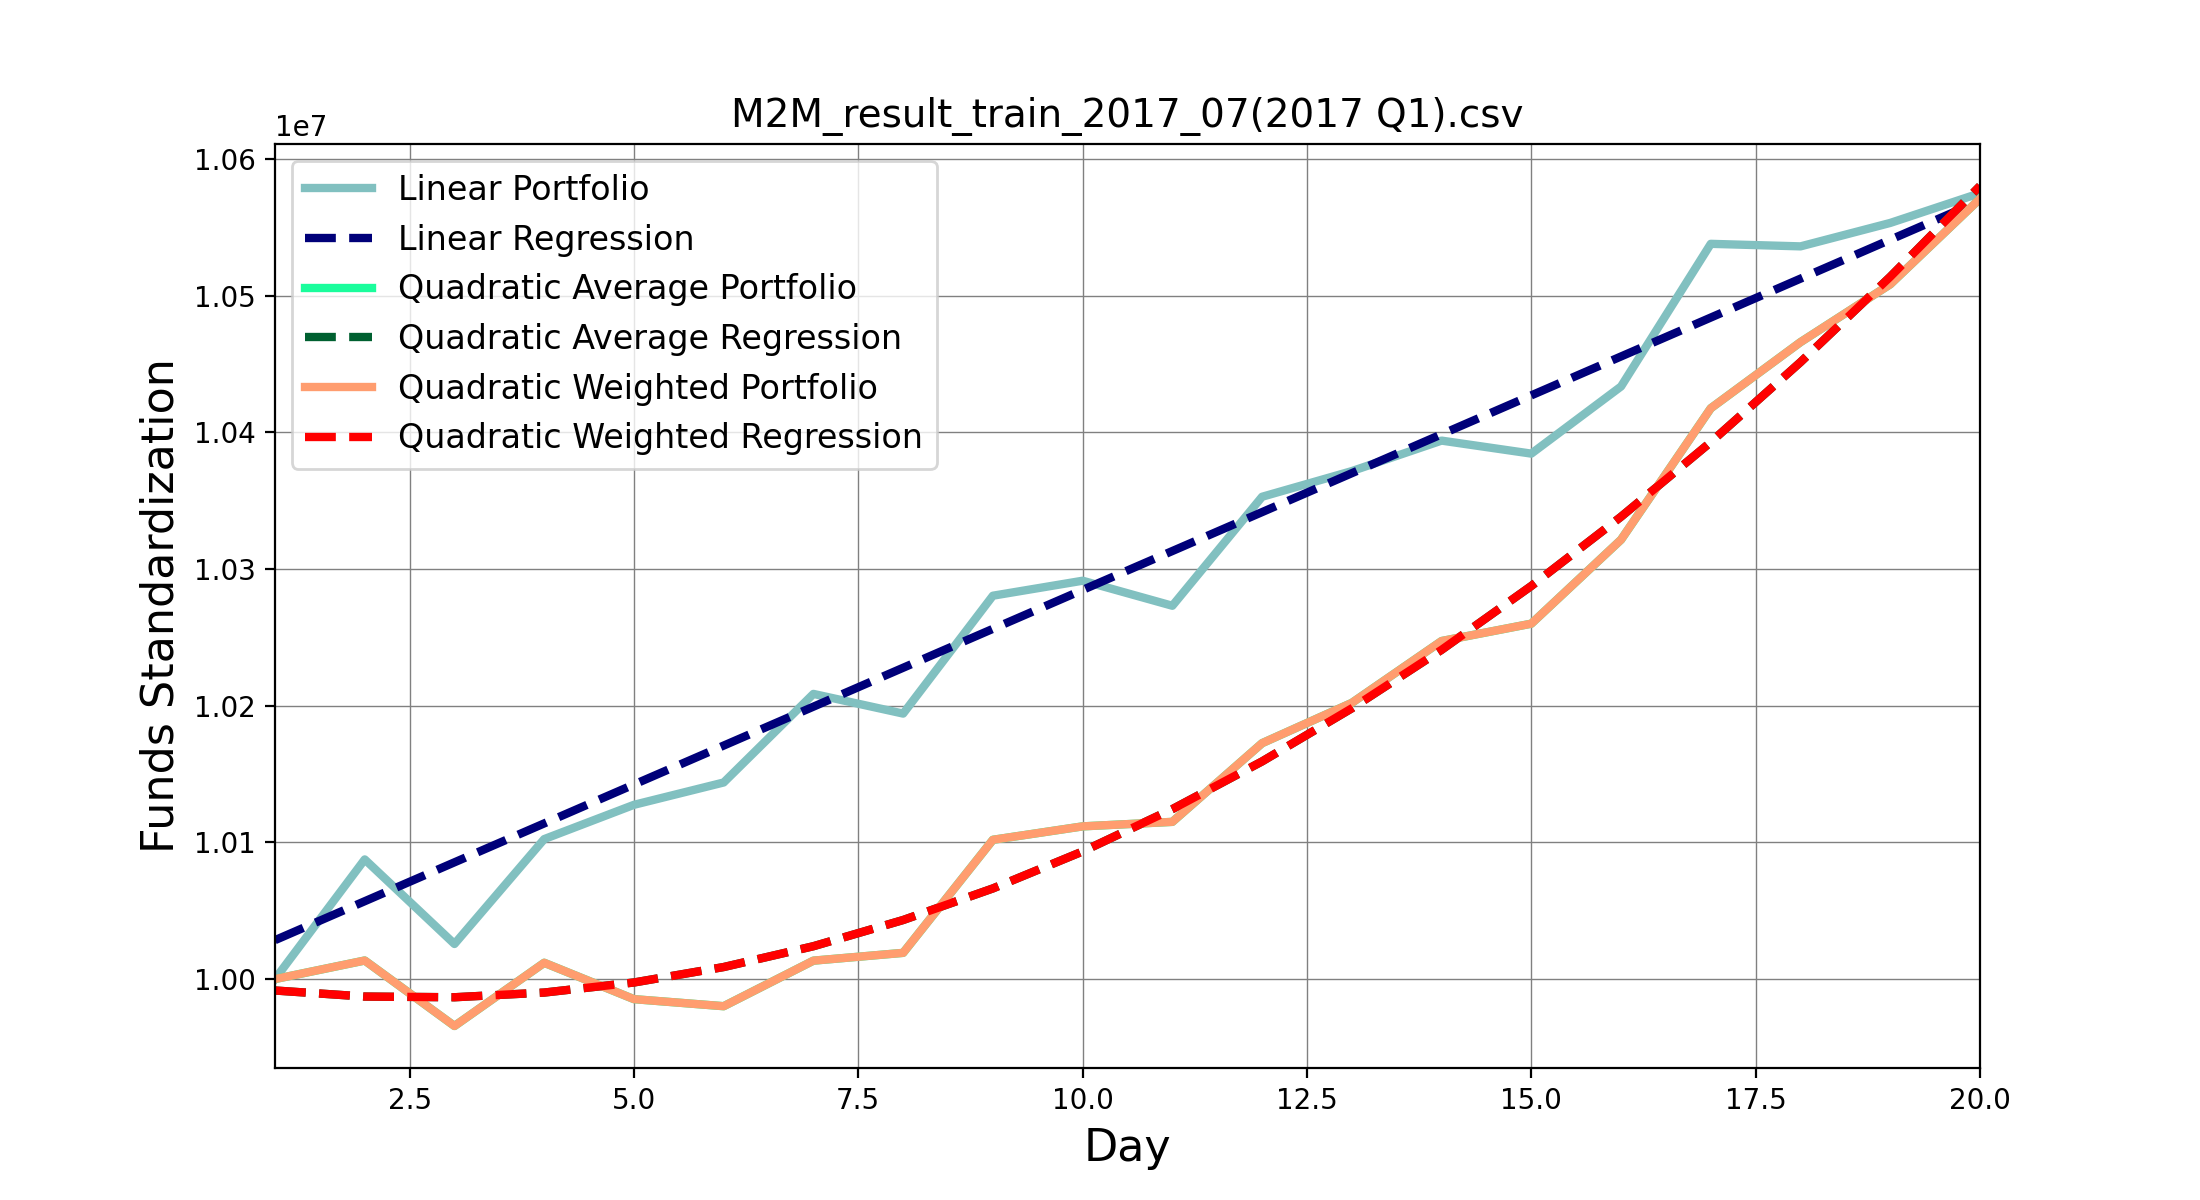 M2M_result_train_2017_07(2017 Q1).csv
1e7
1.06
1.05
1.04
1.03
1.02
1.01
1.00
Funds Standardization
Linear Portfolio
Linear Regression
Quadratic Average Portfolio
Quadratic Average Regression
Quadratic Weighted Portfolio
Quadratic Weighted Regression
2.5 5.0 7.5 10.0 12.5 15.0 17.5 20.0
Day